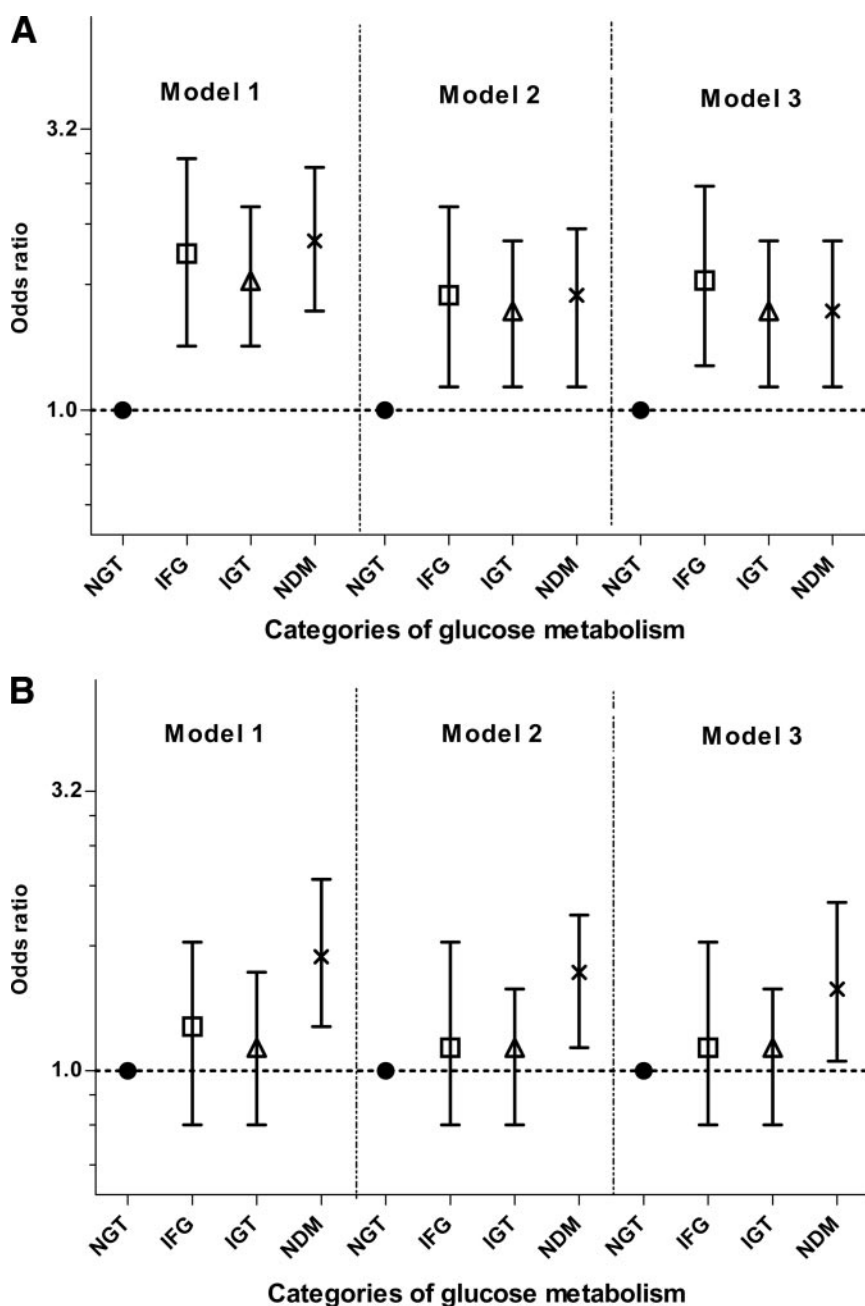 A
Model 1
Model 2
Model 3
3.2
Odds ratio
1.0
NGT IFG IGT NDM NGT IFG IGT NDM NGT IFG IGT NDM
Categories of glucose metabolism
B
Model 1
Model 2
Model 3
3.2
Odds ratio
1.0
NGT IFG IGT NDM NGT IFG IGT NDM NGT IFG IGT NDM
Categories of glucose metabolism